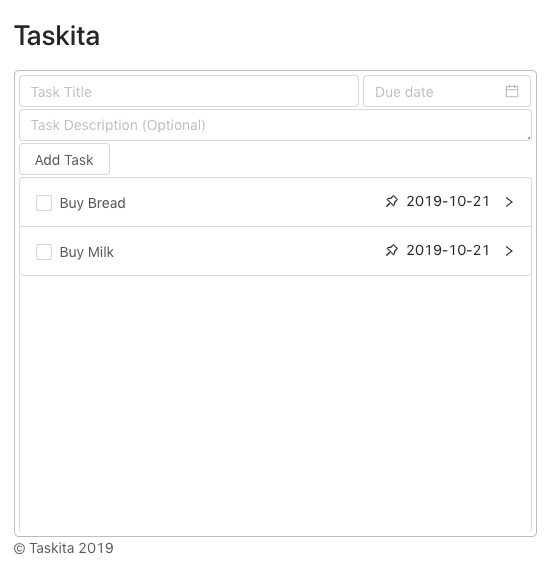 Taskita
Task Title Due date
Task Description (Optional)
Add Task
Buy Bread 2019-10-21
Buy Milk 2019-10-21
© Taskita 2019